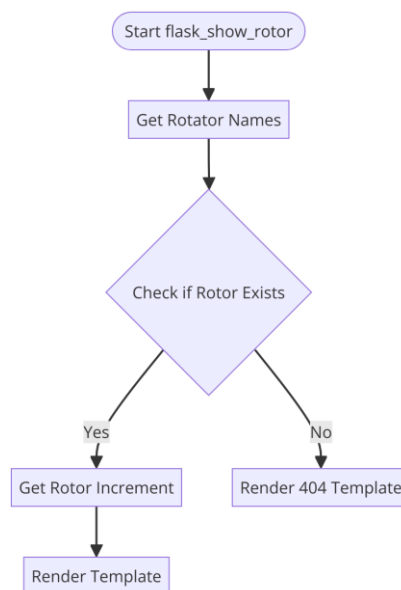 Start flask_show_rotor
Get Rotator Names
Check if Rotor Exists
Yes
No
Get Rotor Increment
Render 404 Template
Render Template